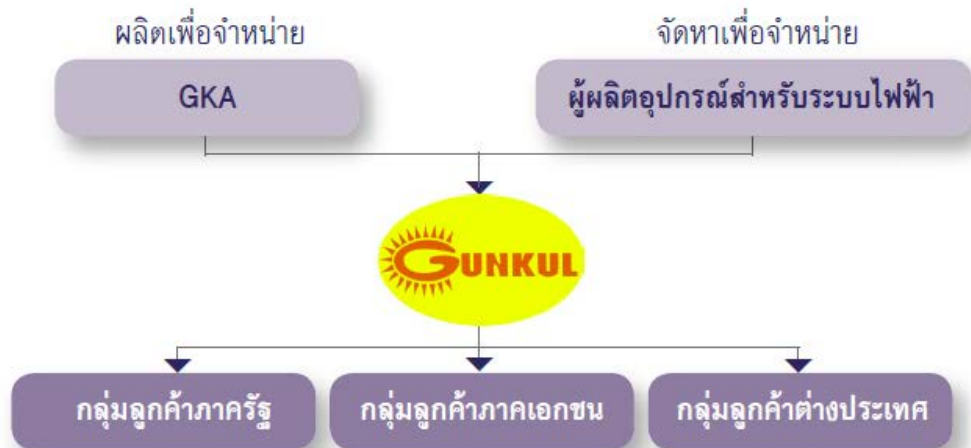 ผลิตเพื่อจำหน่าย
จัดหาเพื่อจำหน่าย
GKA
ผู้ผลิตอุปกรณ์สำหรับระบบไฟฟ้า
GUNKUL
กลุ่มลูกค้าภาครัฐ
กลุ่มลูกค้าภาคเอกชน
กลุ่มลูกค้าต่างประเทศ